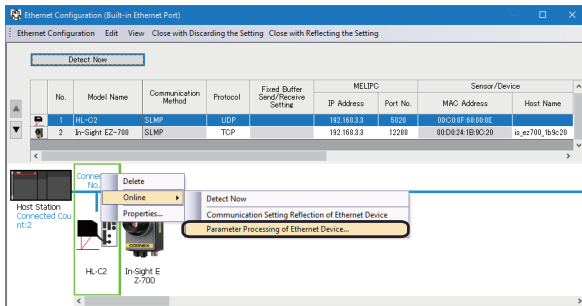 Ethernet Configuration (Built-in Ethernet Port)
Ethernet Configuration Edit View Close with Discarding the Setting Close with Reflecting the Setting
Detect Now
No. Model Name Communication Method Protocol Fixed Buffer Send/Receive Setting MELIPC Sensor/Device
IP Address Port No. MAC Address Host Name
1 HL-C2 SLMP UDP 192.168.3.3 5020 00:C0:8F:68:00:0E
2 In-Sight EZ-700 SLMP TCP 192.168.3.3 12288 00:D0:24:1B:9C:20 is_ez700_1b9c20
Connec
No.
Delete
Online
Properties...
Detect Now
Communication Setting Reflection of Ethernet Device
Parameter Processing of Ethernet Device...
Host Station
Connected Cou
nt:2
COGNEX
HL-C2
In-Sight E
Z-700